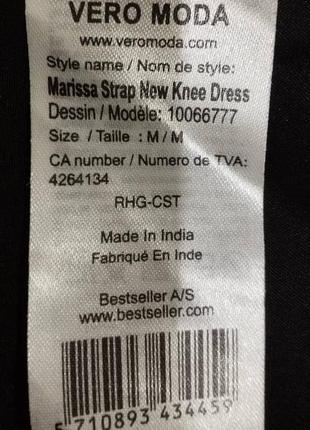 VERO MODA
www.veromoda.com
Style name / Nom de style:
Marissa Strap New Knee Dress
Dessin / Modèle: 10066777
Size / Taille : M / M
CA number / Numero de TVA:
4264134
RHG-CST
Made In India
Fabriqué En Inde
Bestseller A/S
www.bestseller.com
5 710893 434459